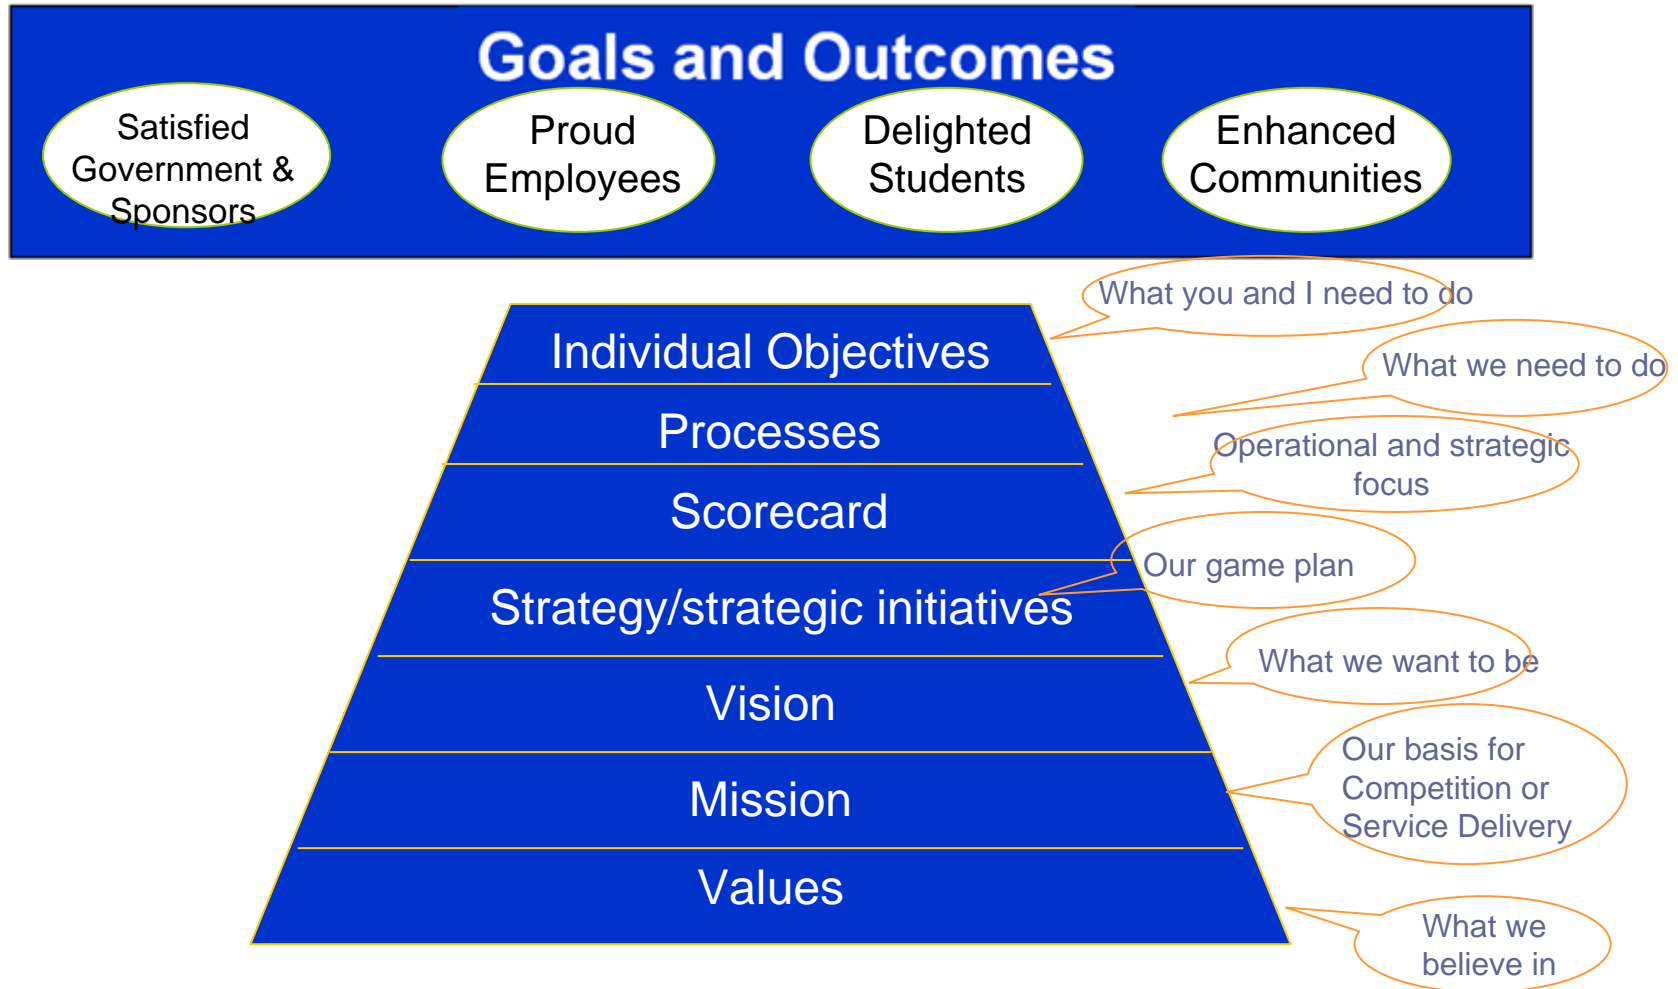 Goals and Outcomes
Satisfied
Government &
Sponsors
Proud
Employees
Delighted
Students
Enhanced
Communities
What you and I need to do
Individual Objectives
What we need to do
Processes
Operational and strategic
focus
Scorecard
Our game plan
Strategy/strategic initiatives
What we want to be
Vision
Our basis for
Competition or
Service Delivery
Mission
Values
What we
believe in